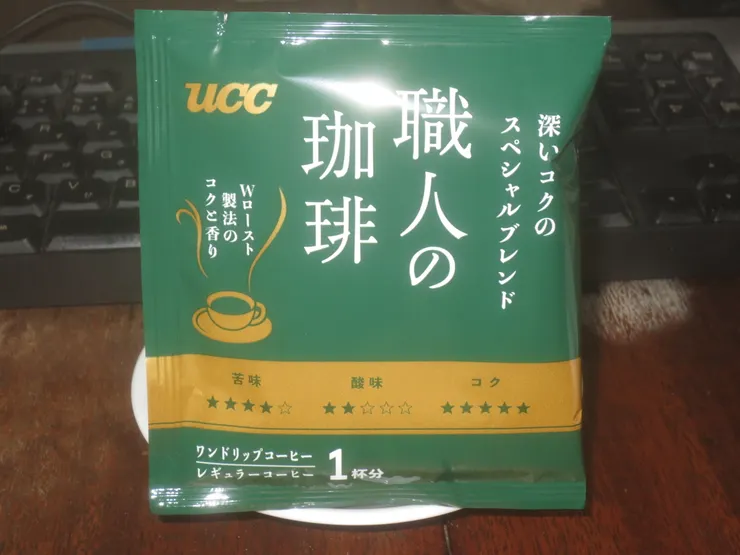 UCC
職人の
珈琲
深いコクの
スペシャルブレンド
Wロースト
製法の
コクと香り
苦味 酸味 コク
★★★★☆ ★★☆☆☆ ★★★★★
ワンドリップコーヒー
レギュラーコーヒー
1杯分